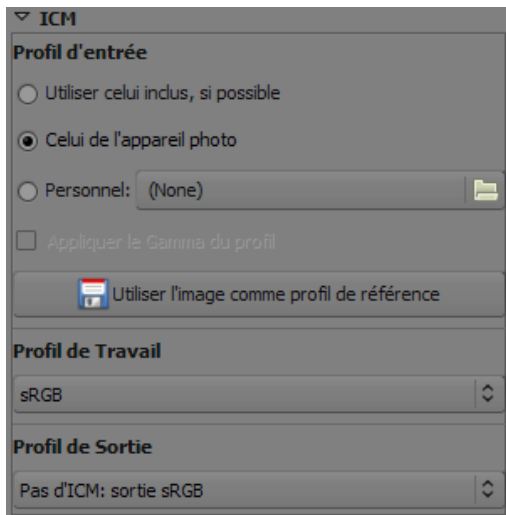 ICM
Profil d'entrée
Utiliser celui inclus, si possible
Celui de l'appareil photo
Personnel: (None)
Appliquer le Gamma du profil
Utiliser l'image comme profil de référence
Profil de Travail
sRGB
Profil de Sortie
Pas d'ICM: sortie sRGB